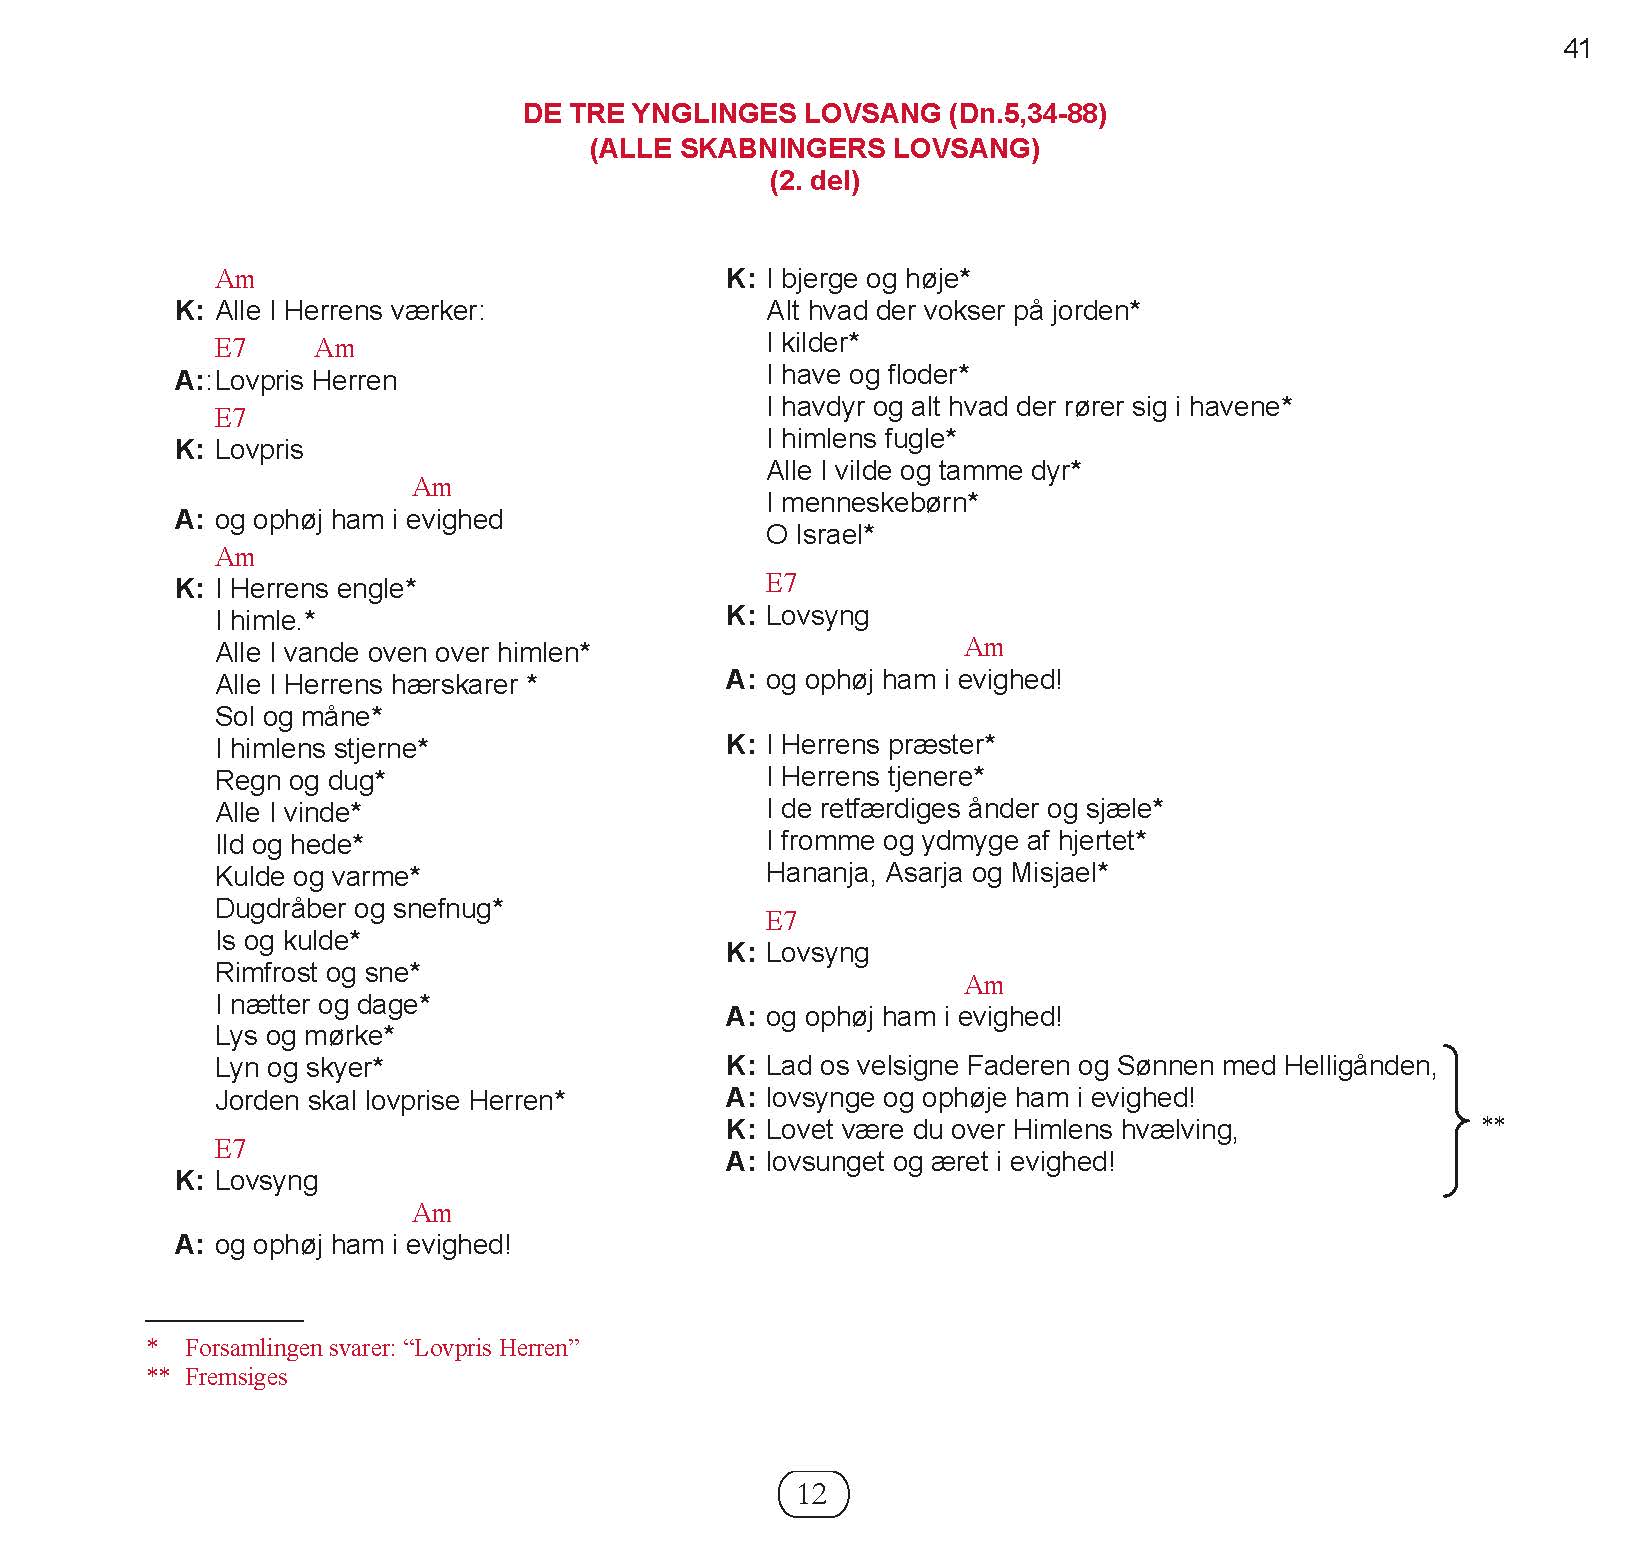 41
DE TRE YNGLINGES LOVSANG (Dn.5,34-88)
(ALLE SKABNINGERS LOVSANG)
(2. del)
Am
K: Alle I Herrens værker:
E7 Am
A::Lovpris Herren
E7
K: Lovpris
Am
A: og ophøj ham i evighed
Am
K: I Herrens engle*
I himle.*
Alle I vande oven over himlen*
Alle I Herrens hærskarer *
Sol og måne*
I himlens stjerne*
Regn og dug*
Alle I vinde*
Ild og hede*
Kulde og varme*
Dugdråber og snefnug*
Is og kulde*
Rimfrost og sne*
I nætter og dage*
Lys og mørke*
Lyn og skyer*
Jorden skal lovprise Herren*
E7
K: Lovsyng
Am
A: og ophøj ham i evighed!
K: I bjerge og høje*
Alt hvad der vokser på jorden*
I kilder*
I have og floder*
I havdyr og alt hvad der rører sig i havene*
I himlens fugle*
Alle I vilde og tamme dyr*
I menneskebørn*
O Israel*
E7
K: Lovsyng
Am
A: og ophøj ham i evighed!
K: I Herrens præster*
I Herrens tjenere*
I de retfærdiges ånder og sjæle*
I fromme og ydmyge af hjertet*
Hananja, Asarja og Misjael*
E7
K: Lovsyng
Am
A: og ophøj ham i evighed!
K: Lad os velsigne Faderen og Sønnen med Helligånden,
A: lovsynge og ophøje ham i evighed!
K: Lovet være du over Himlens hvælving,
**
A: lovsunget og æret i evighed!
* Forsamlingen svarer: “Lovpris Herren”
** Fremsiges
12